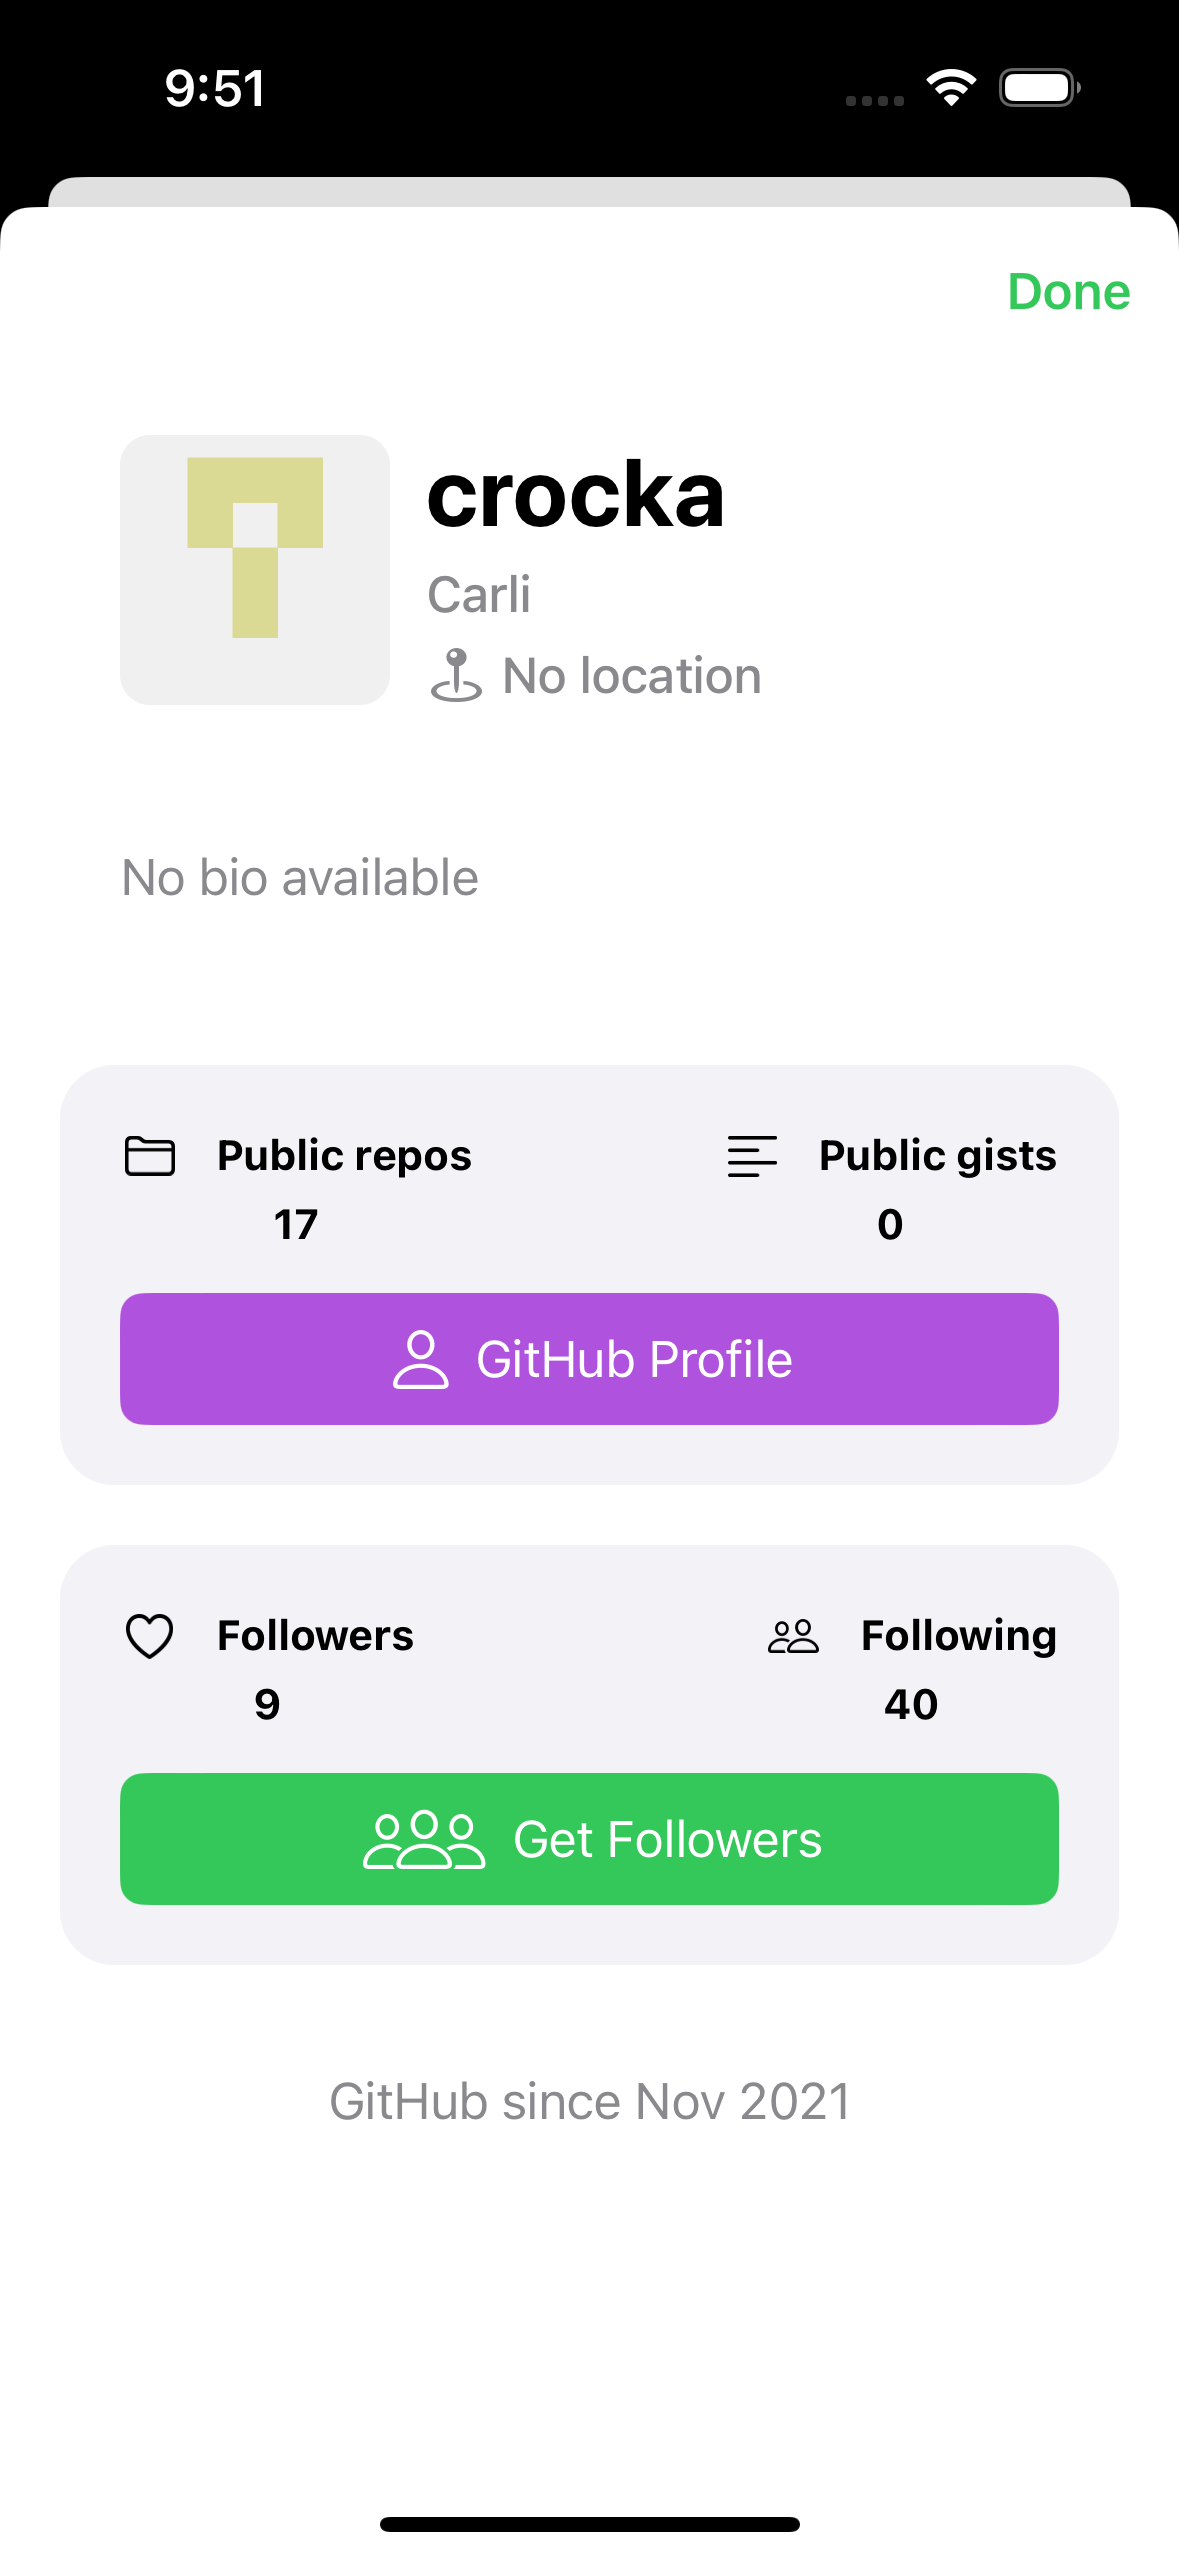 9:51
Done
crocka
Carli
No location
No bio available
Public repos
17
Public gists
0
GitHub Profile
Followers
9
Following
40
Get Followers
GitHub since Nov 2021